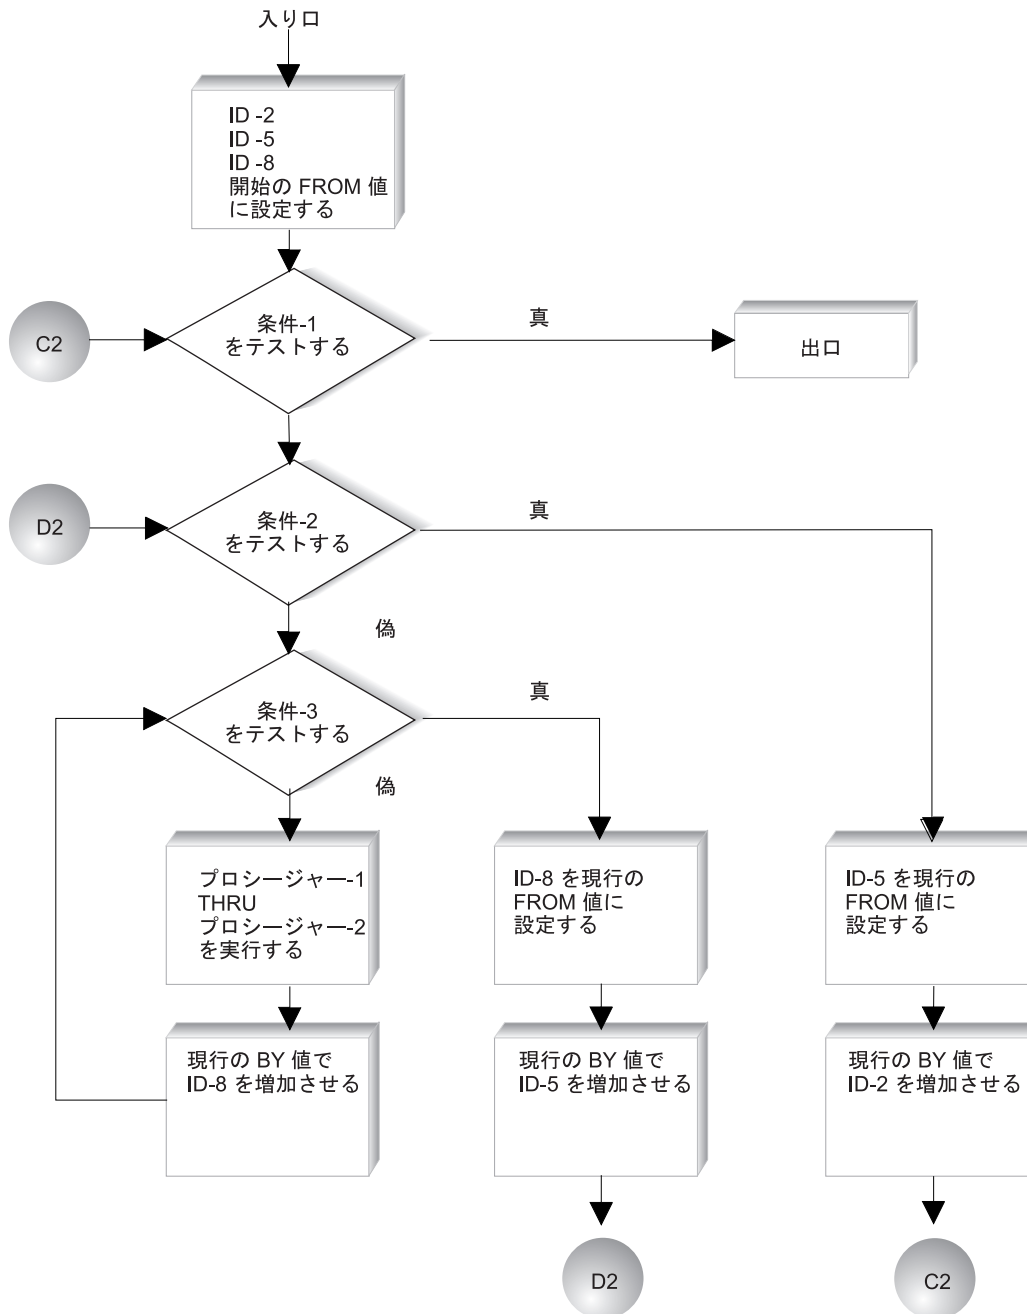 入り口
ID -2
ID -5
ID -8
開始の FROM 値
に設定する
条件-1
をテストする
C2
真
出口
条件-2
をテストする
D2
真
偽
条件-3
をテストする
真
偽
プロシージャー-1
THRU
プロシージャー-2
を実行する
ID-8 を現行の
FROM 値に
設定する
ID-5 を現行の
FROM 値に
設定する
現行の BY 値で
ID-8 を増加させる
現行の BY 値で
ID-5 を増加させる
現行の BY 値で
ID-2 を増加させる
D2
C2